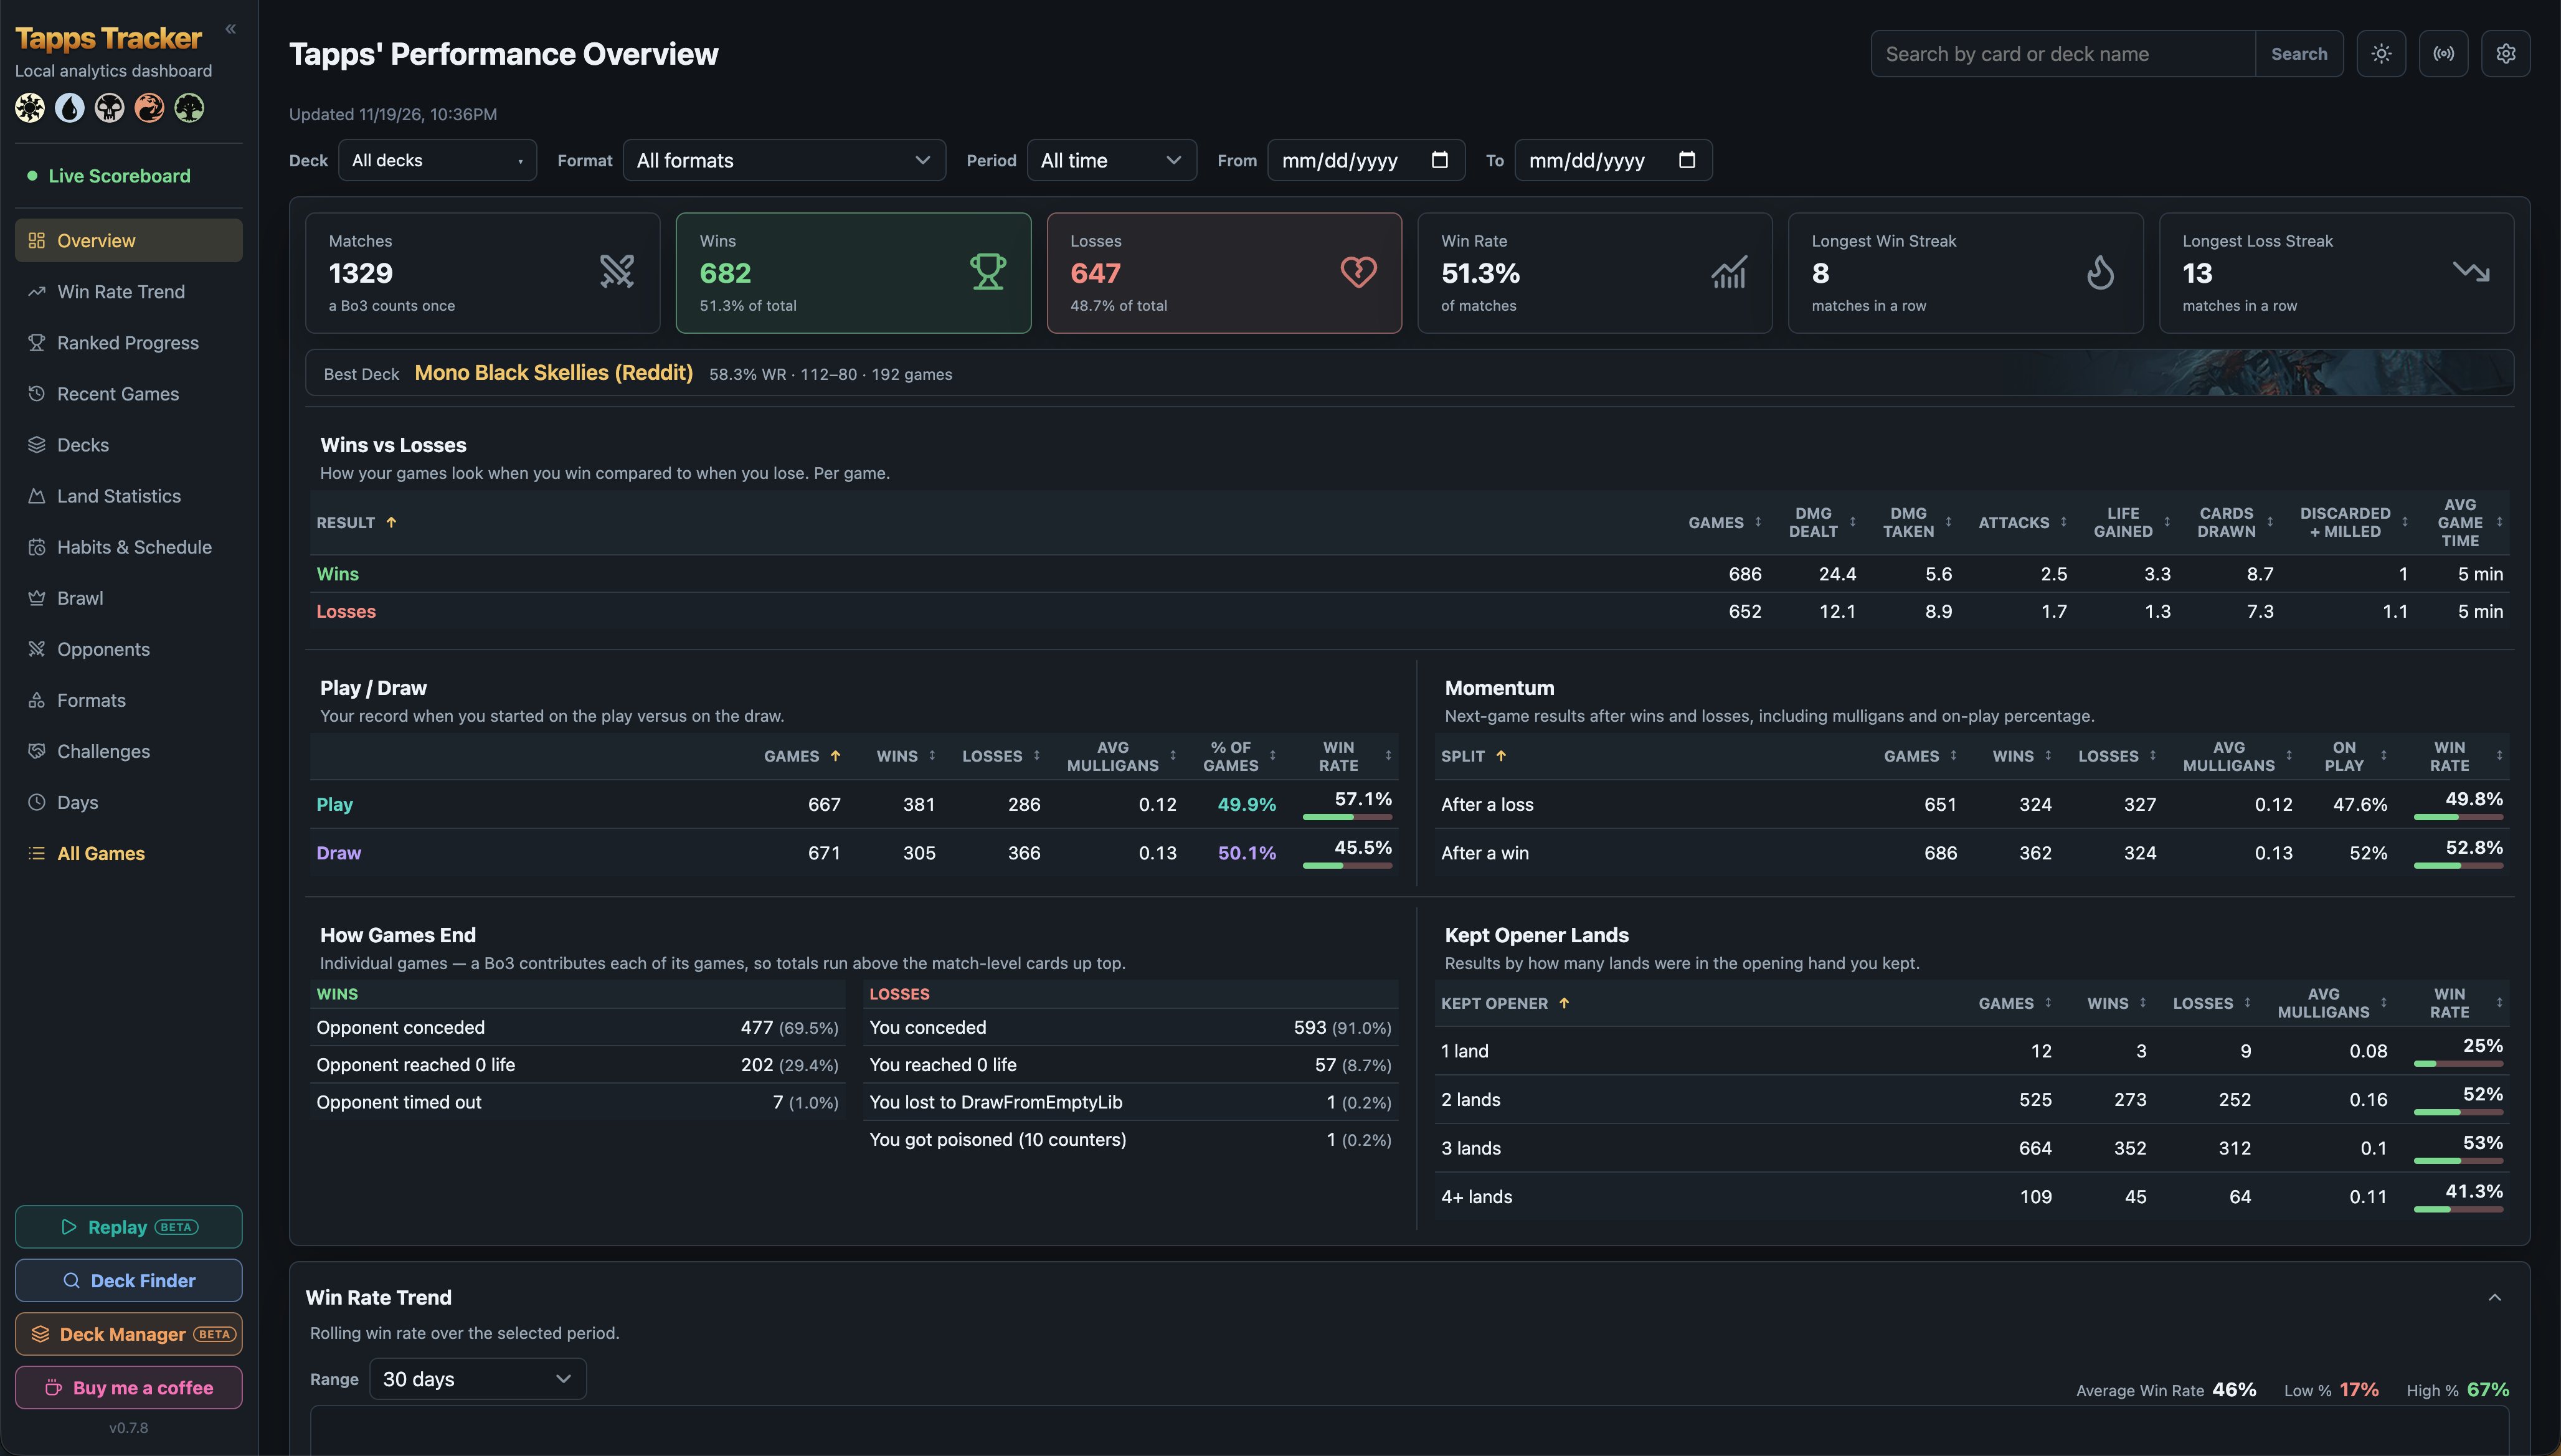 Tapps Tracker
Local analytics dashboard
Live Scoreboard
Overview
Win Rate Trend
Ranked Progress
Recent Games
Decks
Land Statistics
Habits & Schedule
Brawl
Opponents
Formats
Challenges
Days
All Games
Replay BETA
Deck Finder
Deck Manager BETA
Buy me a coffee
v0.7.8
Tapps' Performance Overview
Search by card or deck name Search
Updated 11/19/26, 10:36PM
Deck All decks Format All formats Period All time From mm/dd/yyyy To mm/dd/yyyy
Matches
1329
a Bo3 counts once
Wins
682
51.3% of total
Losses
647
48.7% of total
Win Rate
51.3%
of matches
Longest Win Streak
8
matches in a row
Longest Loss Streak
13
matches in a row
Best Deck Mono Black Skellies (Reddit) 58.3% WR · 112–80 · 192 games
Wins vs Losses
How your games look when you win compared to when you lose. Per game.
RESULT GAMES DMG DEALT DMG TAKEN ATTACKS LIFE GAINED CARDS DRAWN DISCARDED + MILLED AVG GAME TIME
Wins 686 24.4 5.6 2.5 3.3 8.7 1 5 min
Losses 652 12.1 8.9 1.7 1.3 7.3 1.1 5 min
Play / Draw
Your record when you started on the play versus on the draw.
GAMES WINS LOSSES AVG MULLIGANS % OF GAMES WIN RATE
Play 667 381 286 0.12 49.9% 57.1%
Draw 671 305 366 0.13 50.1% 45.5%
Momentum
Next-game results after wins and losses, including mulligans and on-play percentage.
SPLIT GAMES WINS LOSSES AVG MULLIGANS ON PLAY WIN RATE
After a loss 651 324 327 0.12 47.6% 49.8%
After a win 686 362 324 0.13 52% 52.8%
How Games End
Individual games — a Bo3 contributes each of its games, so totals run above the match-level cards up top.
WINS
Opponent conceded 477 (69.5%)
Opponent reached 0 life 202 (29.4%)
Opponent timed out 7 (1.0%)
LOSSES
You conceded 593 (91.0%)
You reached 0 life 57 (8.7%)
You lost to DrawFromEmptyLib 1 (0.2%)
You got poisoned (10 counters) 1 (0.2%)
Kept Opener Lands
Results by how many lands were in the opening hand you kept.
KEPT OPENER GAMES WINS LOSSES AVG MULLIGANS WIN RATE
1 land 12 3 9 0.08 25%
2 lands 525 273 252 0.16 52%
3 lands 664 352 312 0.1 53%
4+ lands 109 45 64 0.11 41.3%
Win Rate Trend
Rolling win rate over the selected period.
Range 30 days
Average Win Rate 46% Low % 17% High % 67%